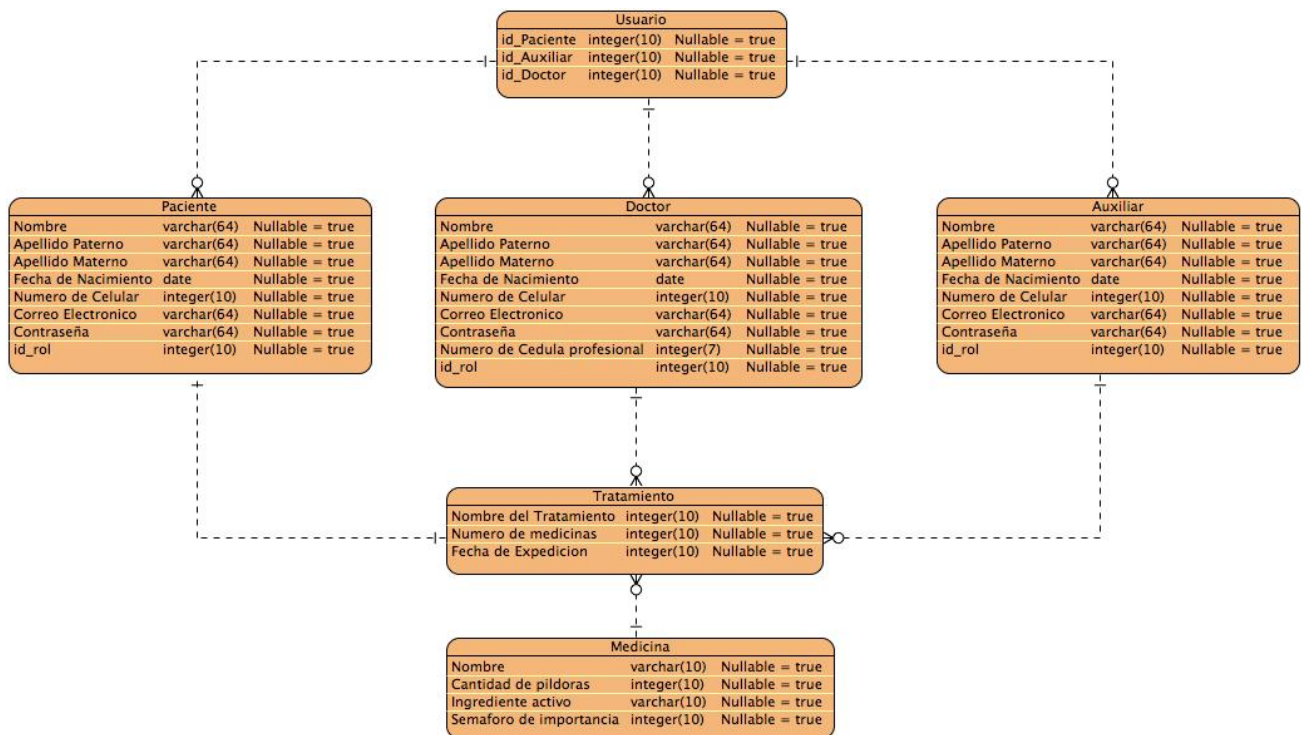 Usuario
id_Paciente integer(10) Nullable = true
id_Auxiliar integer(10) Nullable = true
id_Doctor integer(10) Nullable = true
Paciente
Nombre varchar(64) Nullable = true
Apellido Paterno varchar(64) Nullable = true
Apellido Materno varchar(64) Nullable = true
Fecha de Nacimiento date Nullable = true
Numero de Celular integer(10) Nullable = true
Correo Electronico varchar(64) Nullable = true
Contraseña varchar(64) Nullable = true
id_rol integer(10) Nullable = true
Doctor
Nombre varchar(64) Nullable = true
Apellido Paterno varchar(64) Nullable = true
Apellido Materno varchar(64) Nullable = true
Fecha de Nacimiento date Nullable = true
Numero de Celular integer(10) Nullable = true
Correo Electronico varchar(64) Nullable = true
Contraseña varchar(64) Nullable = true
Numero de Cedula profesional integer(7) Nullable = true
id_rol integer(10) Nullable = true
Auxiliar
Nombre varchar(64) Nullable = true
Apellido Paterno varchar(64) Nullable = true
Apellido Materno varchar(64) Nullable = true
Fecha de Nacimiento date Nullable = true
Numero de Celular integer(10) Nullable = true
Correo Electronico varchar(64) Nullable = true
Contraseña varchar(64) Nullable = true
id_rol integer(10) Nullable = true
Tratamiento
Nombre del Tratamiento integer(10) Nullable = true
Numero de medicinas integer(10) Nullable = true
Fecha de Expedicion integer(10) Nullable = true
Medicina
Nombre varchar(10) Nullable = true
Cantidad de pildoras integer(10) Nullable = true
Ingrediente activo varchar(10) Nullable = true
Semaforo de importancia integer(10) Nullable = true